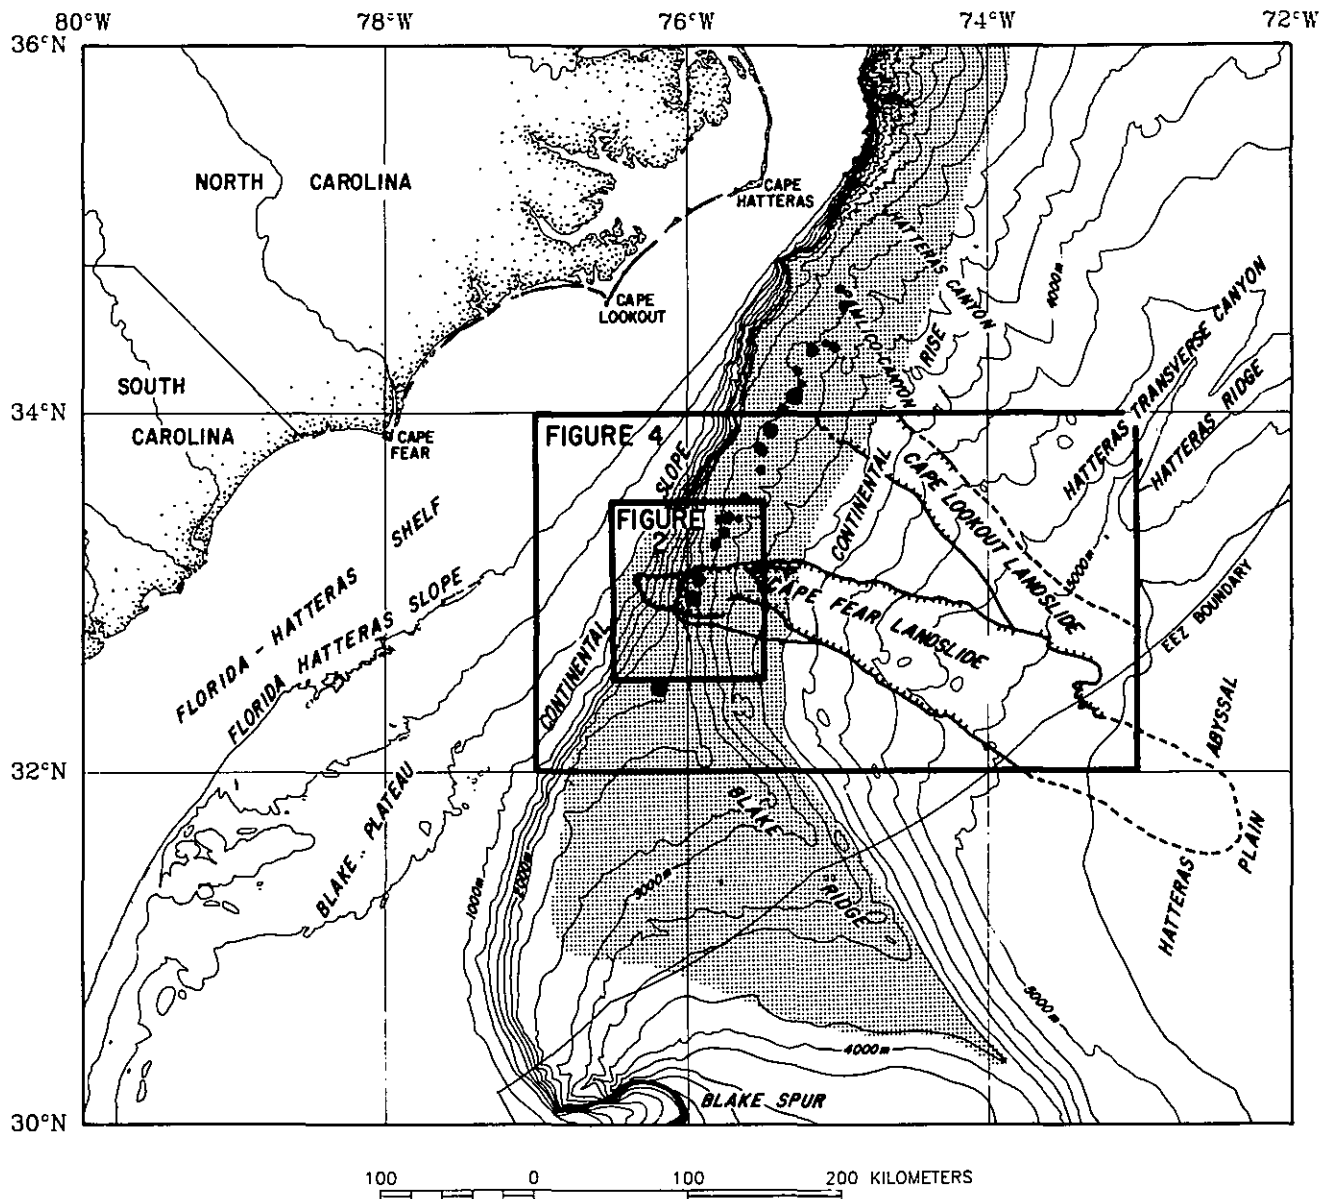 80°W 78°W 76°W 74°W 72°W
36°N
NORTH CAROLINA
CAPE
HATTERAS
HATTERAS CANYON
4000m
CAPE
LOOKOUT
PAMLICO CANYON
RISE
HATTERAS TRANSVERSE CANYON
HATTERAS RIDGE
SOUTH
CAROLINA
34°N
CAPE
FEAR
FIGURE 4
SLOPE
CONTINENTAL
CAPE LOOKOUT LANDSLIDE
FIGURE
2
SHELF
FLORIDA - HATTERAS
FLORIDA HATTERAS SLOPE
CONTINENTAL
CAPE FEAR LANDSLIDE
5000m
EEZ BOUNDARY
ABYSSAL
32°N
BLAKE PLATEAU
BLAKE
RIDGE
1000m
2000m
3000m
HATTERAS
PLAIN
5000m
4000m
BLAKE SPUR
30°N
100 0 100 200 KILOMETERS